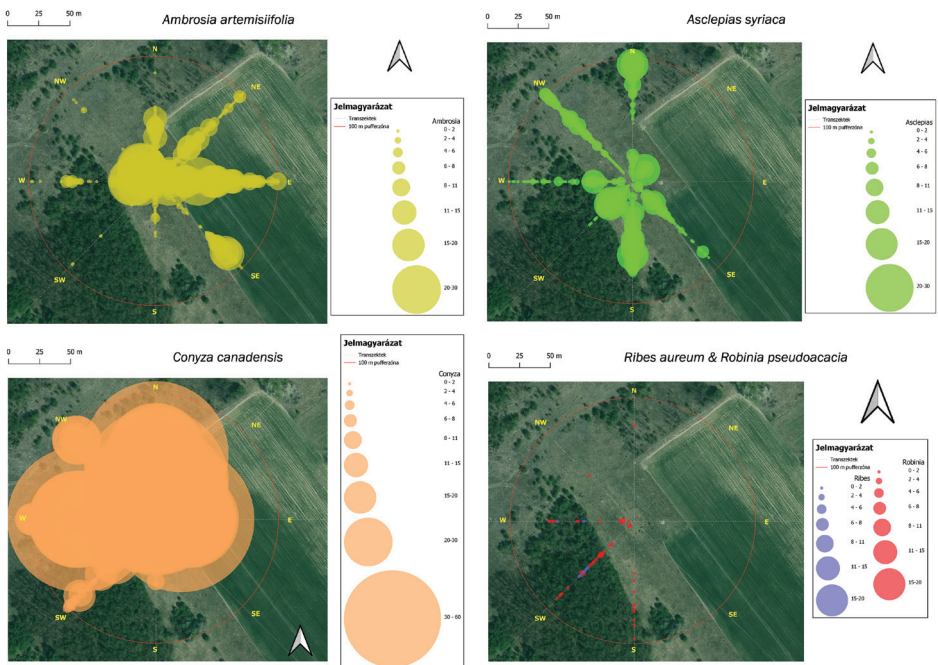 0 25 50 m
Ambrosia artemisiifolia
N
NW
NE
W
E
SW
SE
S
Jelmagyarázat
Transzektek
100 m pufferzóna
Ambrosia
0 - 2
2 - 4
4 - 6
6 - 8
8 - 11
11 - 15
15-20
20-30
0 25 50 m
Asclepias syriaca
N
NW
NE
W
E
SW
SE
S
Jelmagyarázat
Transzektek
100 m pufferzóna
Asclepias
0 - 2
2 - 4
4 - 6
6 - 8
8 - 11
11 - 15
15-20
20-30
0 25 50 m
Conyza canadensis
N
NW
NE
W
E
SW
SE
S
Jelmagyarázat
Transzektek
100 m pufferzóna
Conyza
0 - 2
2 - 4
4 - 6
6 - 8
8 - 11
11 - 15
15-20
20-30
30 - 60
0 25 50 m
Ribes aureum & Robinia pseudoacacia
N
NW
NE
W
E
SW
SE
S
Jelmagyarázat
Transzektek
100 m pufferzóna
Ribes
0 - 2
2 - 4
4 - 6
6 - 8
8 - 11
11 - 15
15-20
Robinia
0 - 2
2 - 4
4 - 6
6 - 8
8 - 11
11 - 15
15-20